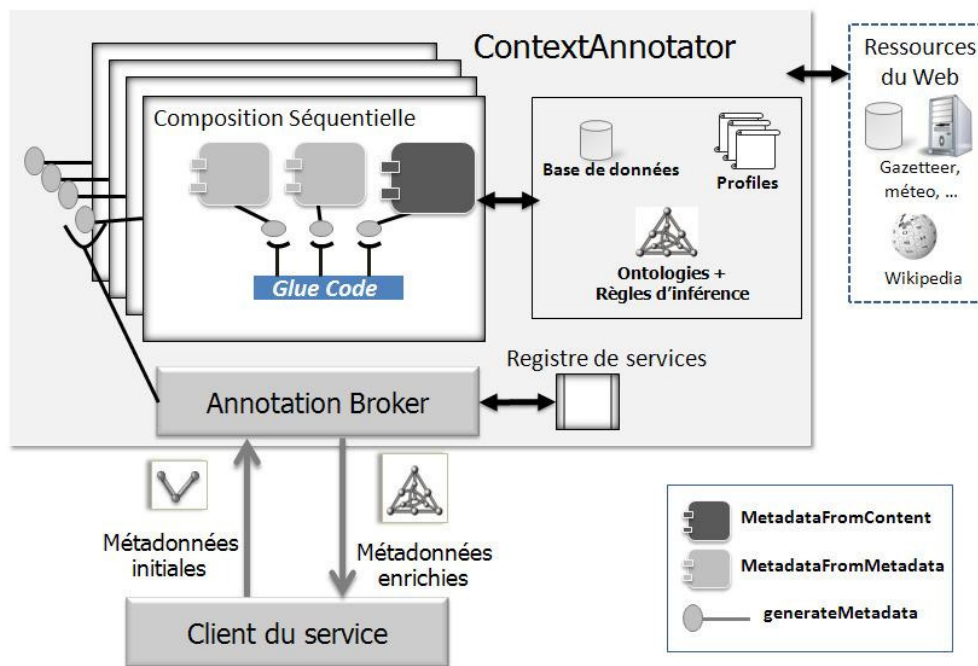 ContextAnnotator
Ressources
du Web
Gazetteer,
méteo, ...
Wikipedia
Composition Séquentielle
Glue Code
Base de données
Profiles
Ontologies +
Règles d'inférence
Registre de services
Annotation Broker
Métadonnées
initiales
Métadonnées
enrichies
Client du service
MetadataFromContent
MetadataFromMetadata
generateMetadata